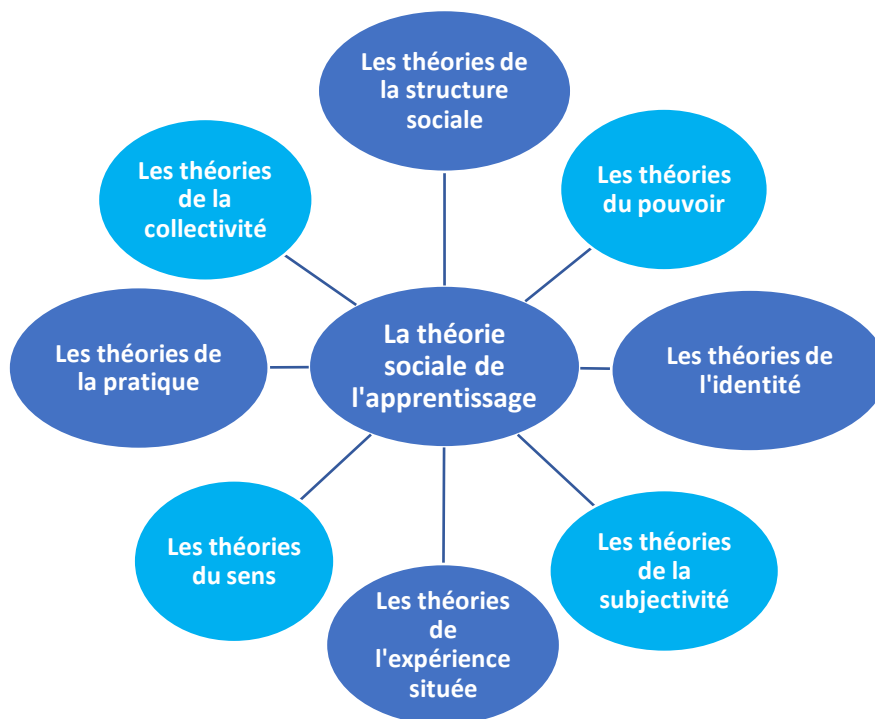 Les théories de
la structure
sociale
Les théories
de la
collectivité
Les théories
du pouvoir
Les théories de
la pratique
La théorie
sociale de
l'apprentissage
Les théories de
l'identité
Les théories
du sens
Les théories
de la
subjectivité
Les théories
de
l'expérience
située